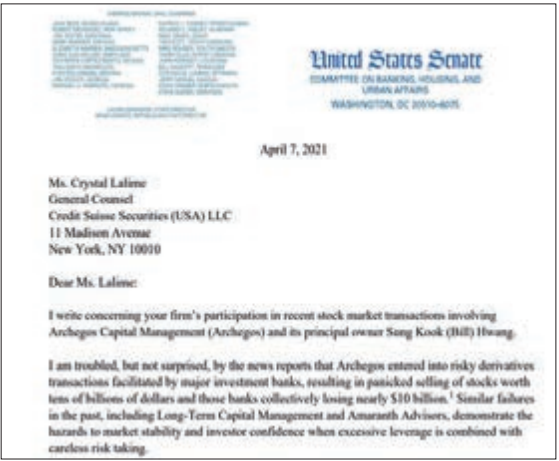 United States Senate
COMMITTEE ON BANKING, HOUSING, AND
URBAN AFFAIRS
WASHINGTON, DC 20510-6075
April 7, 2021
Ms. Crystal Lalime
General Counsel
Credit Suisse Securities (USA) LLC
11 Madison Avenue
New York, NY 10010
Dear Ms. Lalime:
I write concerning your firm's participation in recent stock market transactions involving
Archegos Capital Management (Archegos) and its principal owner Sung Kook (Bill) Hwang.
I am troubled, but not surprised, by the news reports that Archegos entered into risky derivatives
transactions facilitated by major investment banks, resulting in panicked selling of stocks worth
tens of billions of dollars and those banks collectively losing nearly $10 billion.¹ Similar failures
in the past, including Long-Term Capital Management and Amaranth Advisors, demonstrate the
hazards to market stability and investor confidence when excessive leverage is combined with
careless risk taking.